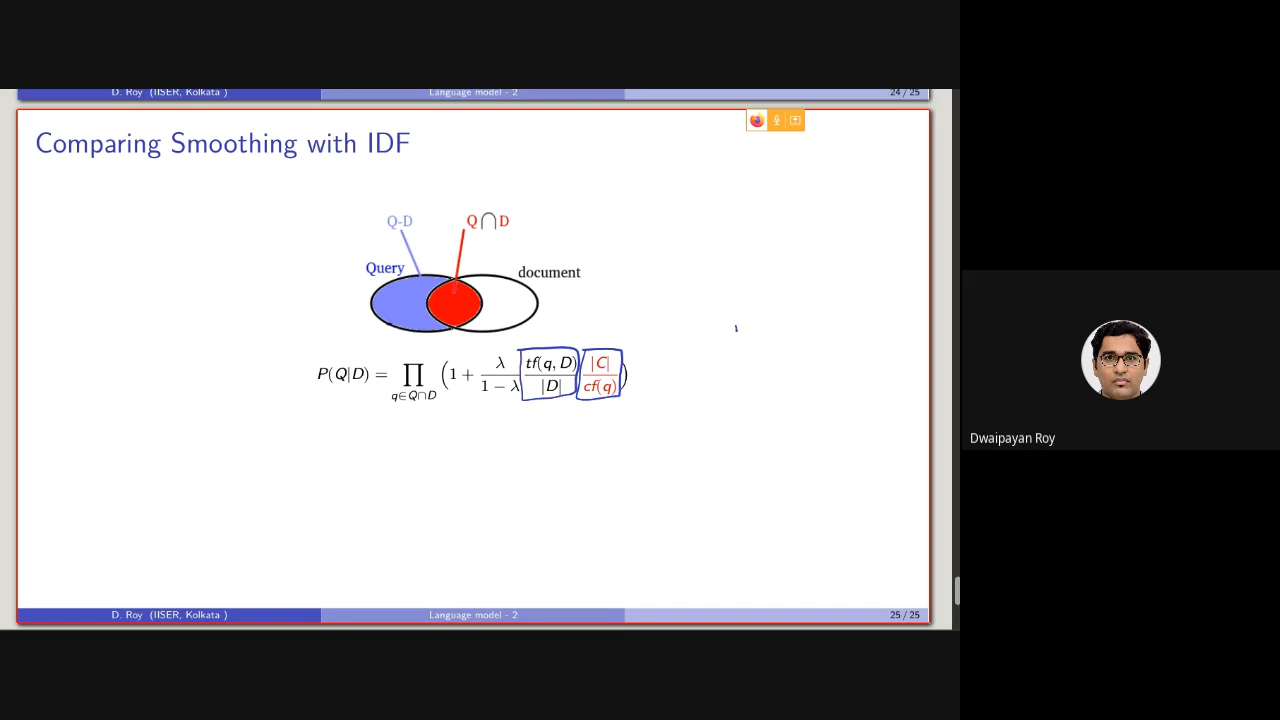 D. Roy (IISER, Kolkata ) Language model - 2 24 / 25
Comparing Smoothing with IDF
Q-D Q ⋂ D
Query document
P(Q|D) = ∏_{q∈Q∩D} (1 + λ/(1 − λ) tf(q, D)/|D| |C|/cf(q))
Dwaipayan Roy
D. Roy (IISER, Kolkata ) Language model - 2 25 / 25